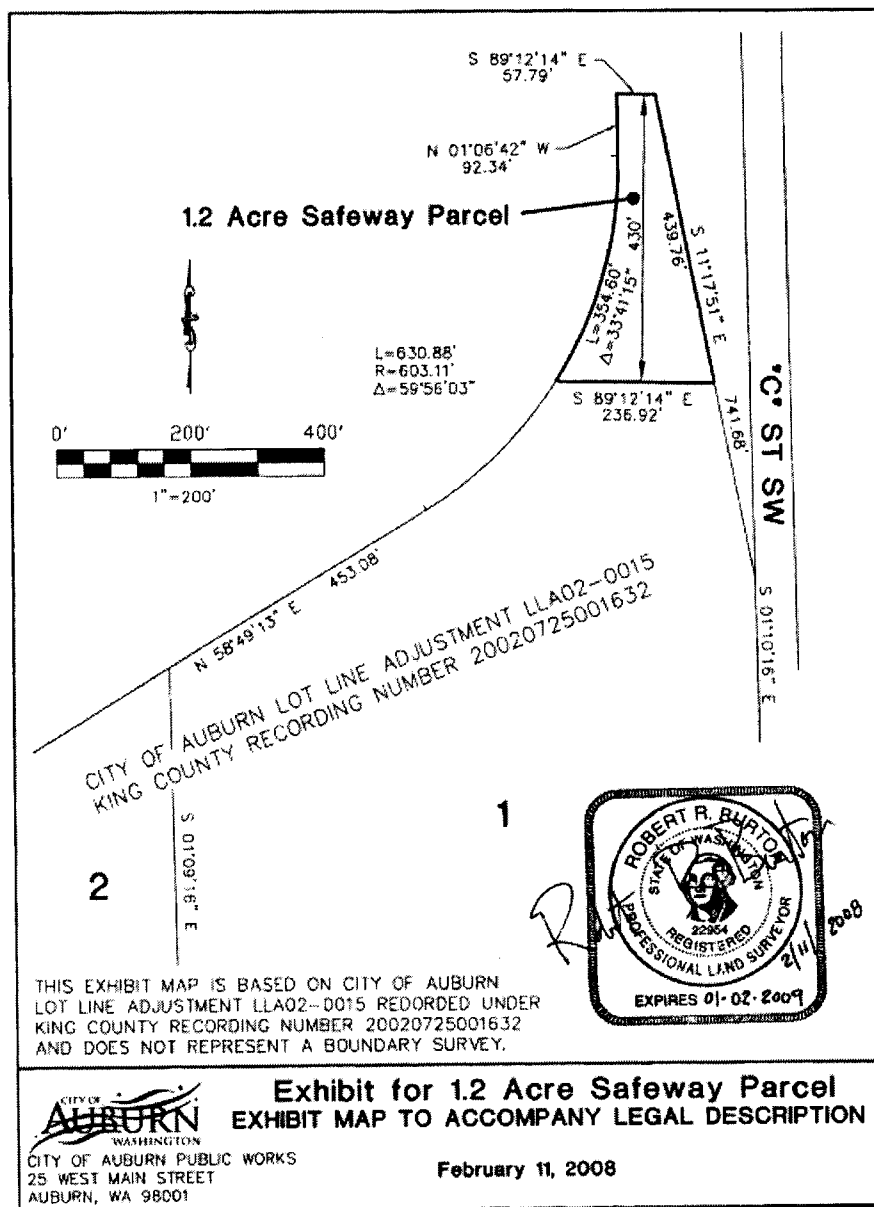 S 89°12'14" E
57.79'
N 01°06'42" W
92.34'
1.2 Acre Safeway Parcel
430'
L=354.60'
Δ=33°41'15"
439.76'
S 11°17'51" E
L=630.88'
R=603.11'
Δ=59°56'03"
S 89°12'14" E
236.92'
741.68'
"C" ST SW
0' 200' 400'
1"=200'
N 58°49'13" E 453.08'
S 01°10'16" E
CITY OF AUBURN LOT LINE ADJUSTMENT LLA02-0015
KING COUNTY RECORDING NUMBER 20020725001632
S 01°09'16" E
1
2
ROBERT R. BURTON
STATE OF WASHINGTON
22954
REGISTERED
PROFESSIONAL LAND SURVEYOR
2/11/2008
EXPIRES 01-02-2009
THIS EXHIBIT MAP IS BASED ON CITY OF AUBURN
LOT LINE ADJUSTMENT LLA02-0015 REDORDED UNDER
KING COUNTY RECORDING NUMBER 20020725001632
AND DOES NOT REPRESENT A BOUNDARY SURVEY.
CITY OF
AUBURN
WASHINGTON
CITY OF AUBURN PUBLIC WORKS
25 WEST MAIN STREET
AUBURN, WA 98001
Exhibit for 1.2 Acre Safeway Parcel
EXHIBIT MAP TO ACCOMPANY LEGAL DESCRIPTION
February 11, 2008